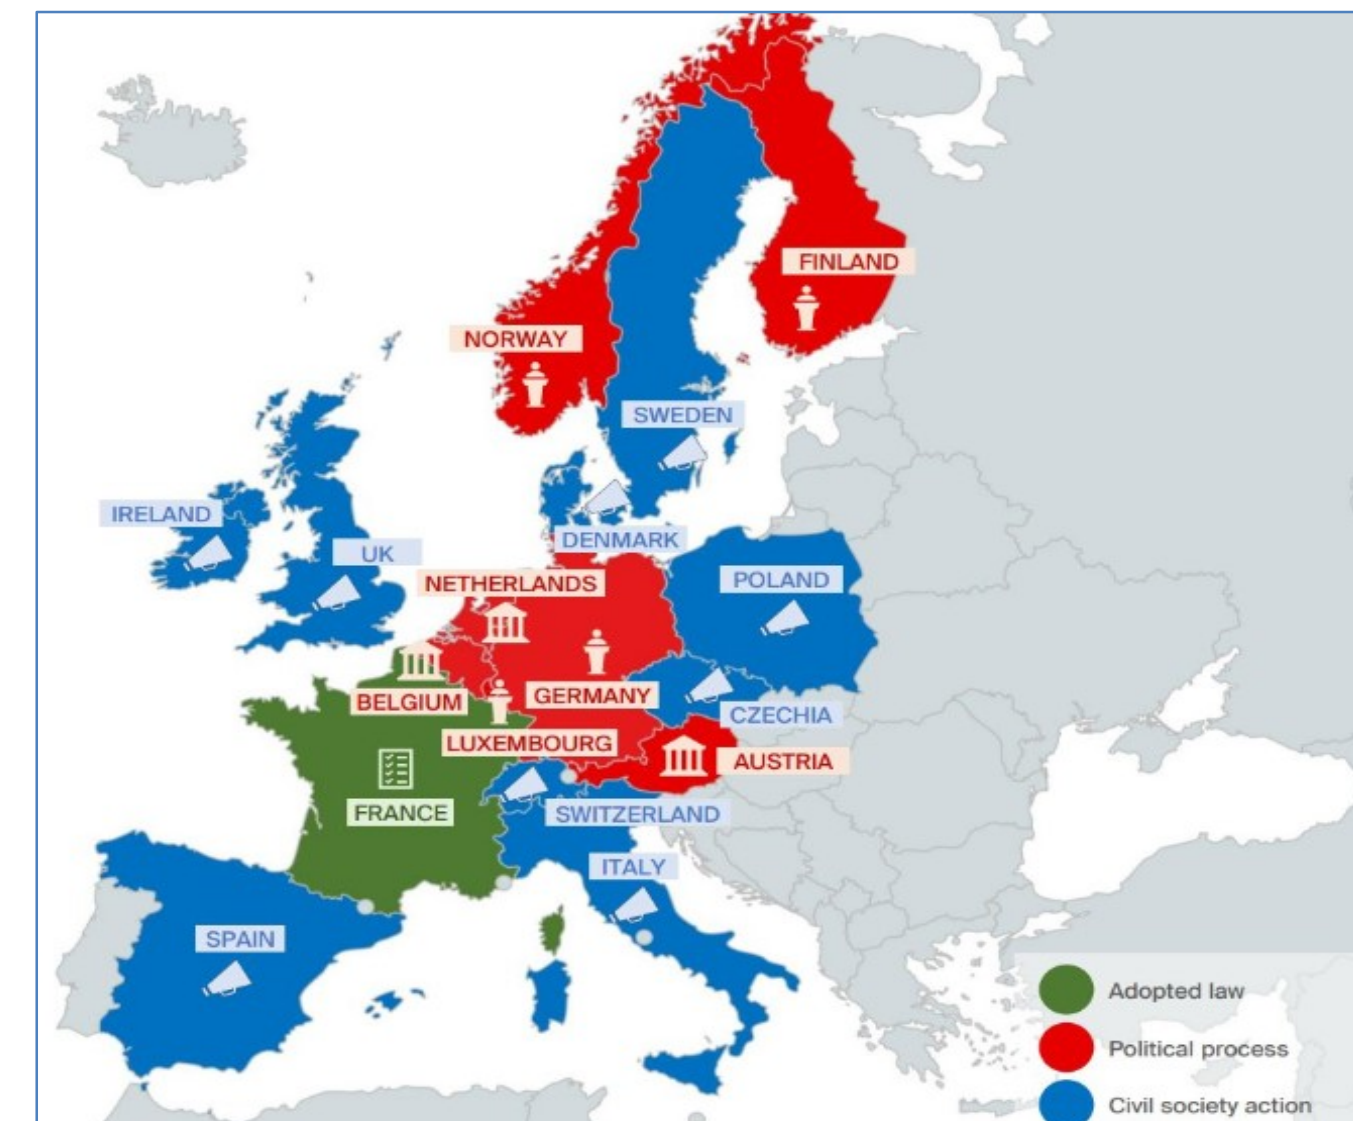 FINLAND
NORWAY
SWEDEN
IRELAND
DENMARK
UK
NETHERLANDS
POLAND
BELGIUM
GERMANY
CZECHIA
LUXEMBOURG
AUSTRIA
FRANCE
SWITZERLAND
ITALY
SPAIN
Adopted law
Political process
Civil society action